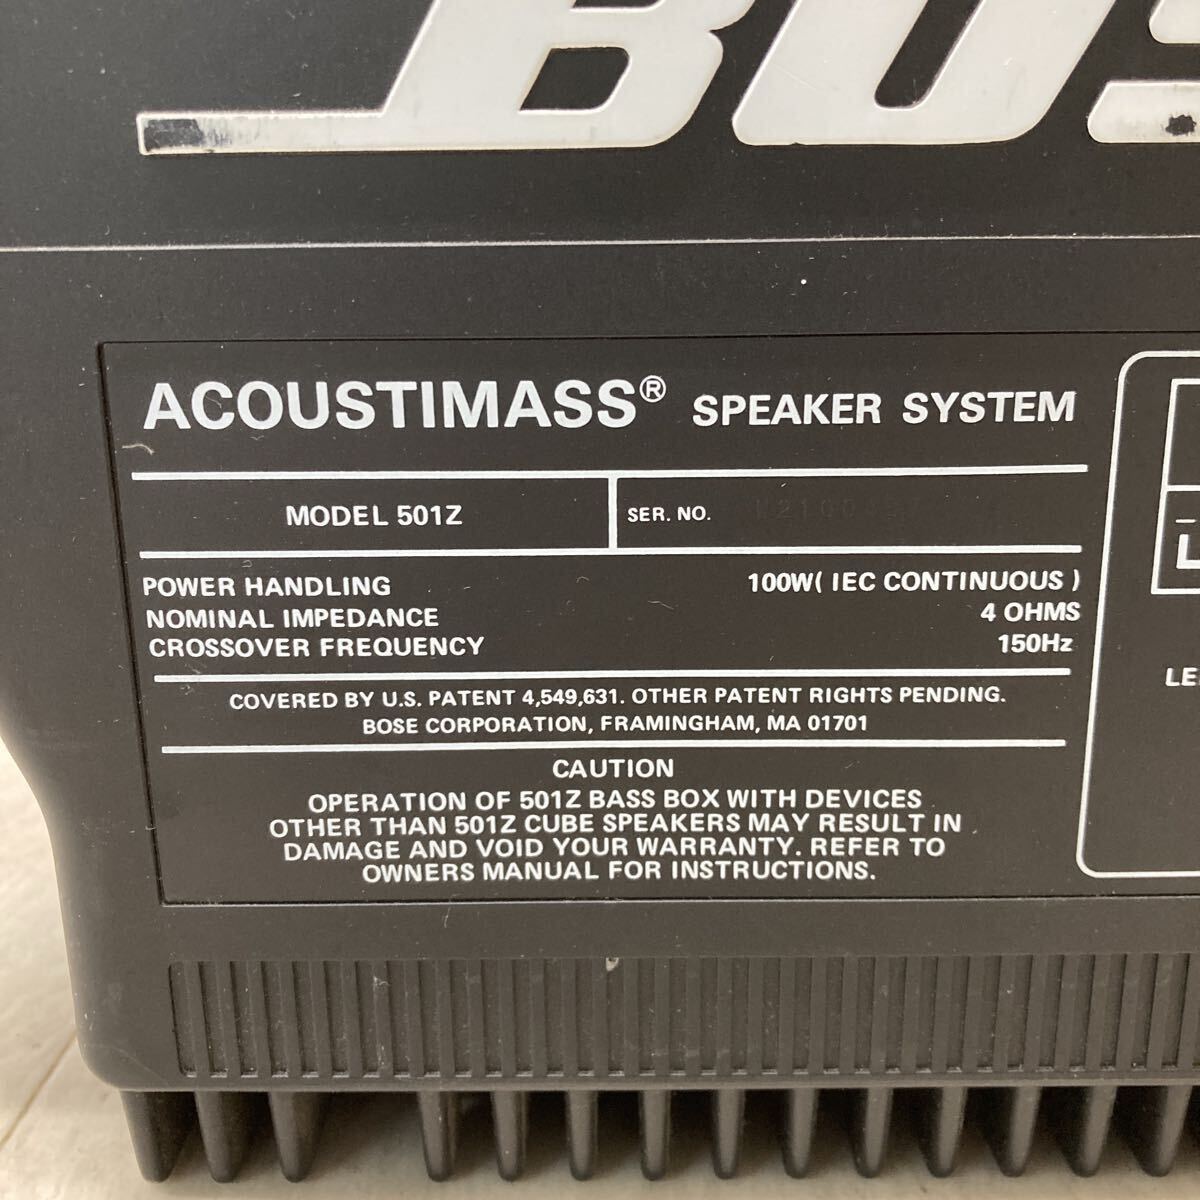 BOS
ACOUSTIMASS® SPEAKER SYSTEM
MODEL 501Z
SER. NO.
POWER HANDLING 100W( IEC CONTINUOUS )
NOMINAL IMPEDANCE 4 OHMS
CROSSOVER FREQUENCY 150Hz
COVERED BY U.S. PATENT 4,549,631. OTHER PATENT RIGHTS PENDING.
BOSE CORPORATION, FRAMINGHAM, MA 01701
CAUTION
OPERATION OF 501Z BASS BOX WITH DEVICES
OTHER THAN 501Z CUBE SPEAKERS MAY RESULT IN
DAMAGE AND VOID YOUR WARRANTY. REFER TO
OWNERS MANUAL FOR INSTRUCTIONS.